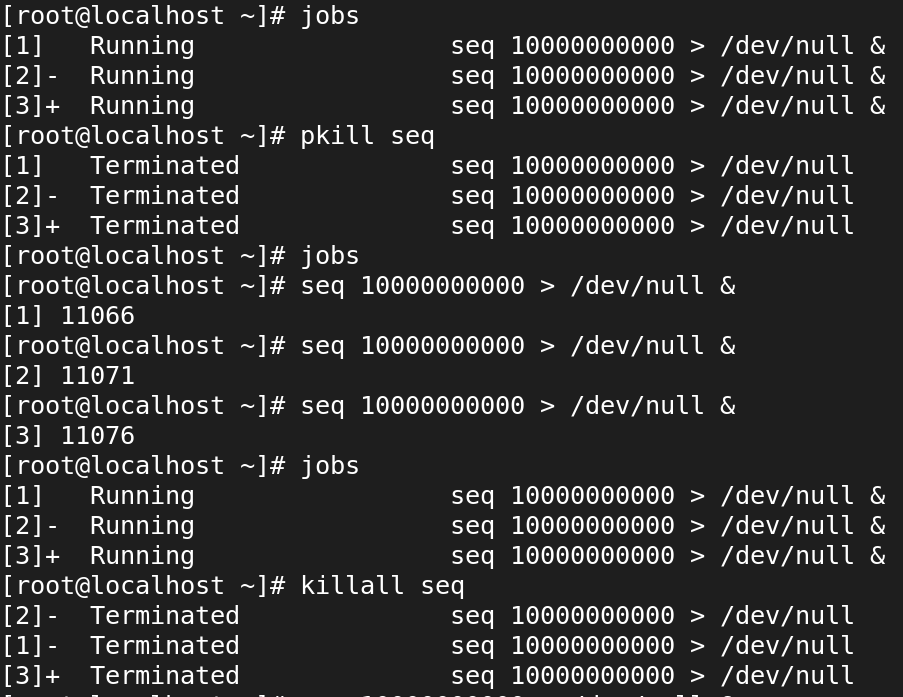 [root@localhost ~]# jobs
[1]   Running                 seq 10000000000 > /dev/null &
[2]-  Running                 seq 10000000000 > /dev/null &
[3]+  Running                 seq 10000000000 > /dev/null &
[root@localhost ~]# pkill seq
[1]   Terminated              seq 10000000000 > /dev/null
[2]-  Terminated              seq 10000000000 > /dev/null
[3]+  Terminated              seq 10000000000 > /dev/null
[root@localhost ~]# jobs
[root@localhost ~]# seq 10000000000 > /dev/null &
[1] 11066
[root@localhost ~]# seq 10000000000 > /dev/null &
[2] 11071
[root@localhost ~]# seq 10000000000 > /dev/null &
[3] 11076
[root@localhost ~]# jobs
[1]   Running                 seq 10000000000 > /dev/null &
[2]-  Running                 seq 10000000000 > /dev/null &
[3]+  Running                 seq 10000000000 > /dev/null &
[root@localhost ~]# killall seq
[2]-  Terminated              seq 10000000000 > /dev/null
[1]-  Terminated              seq 10000000000 > /dev/null
[3]+  Terminated              seq 10000000000 > /dev/null